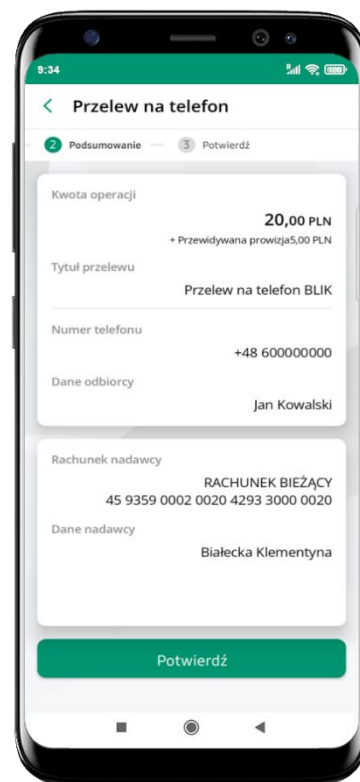 9:34
Przelew na telefon
2 Podsumowanie 3 Potwierdź
Kwota operacji
20,00 PLN
+ Przewidywana prowizja5,00 PLN
Tytuł przelewu
Przelew na telefon BLIK
Numer telefonu
+48 600000000
Dane odbiorcy
Jan Kowalski
Rachunek nadawcy
RACHUNEK BIEŻĄCY
45 9359 0002 0020 4293 3000 0020
Dane nadawcy
Białecka Klementyna
Potwierdź